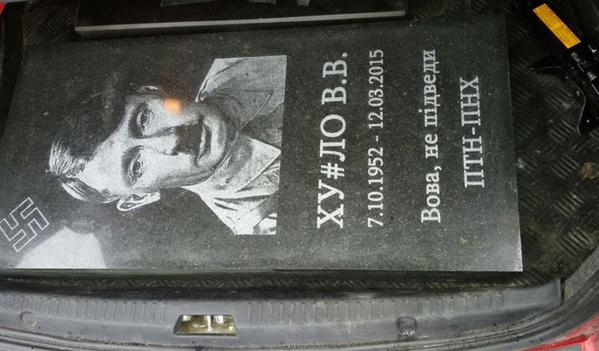 ХУ#ЛО В.В.
7.10.1952 - 12.03.2015
Вова, не підведи
ПТН-ПНХ